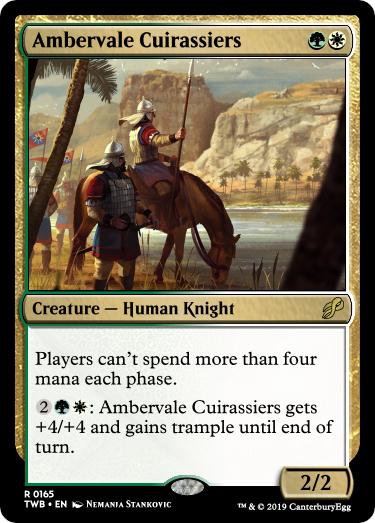 Ambervale Cuirassiers
Creature — Human Knight
Players can't spend more than four
mana each phase.
2: Ambervale Cuirassiers gets
+4/+4 and gains trample until end of
turn.
2/2
R 0165
TWB • EN Nemanja Stankovic
™ & © 2019 CanterburyEgg